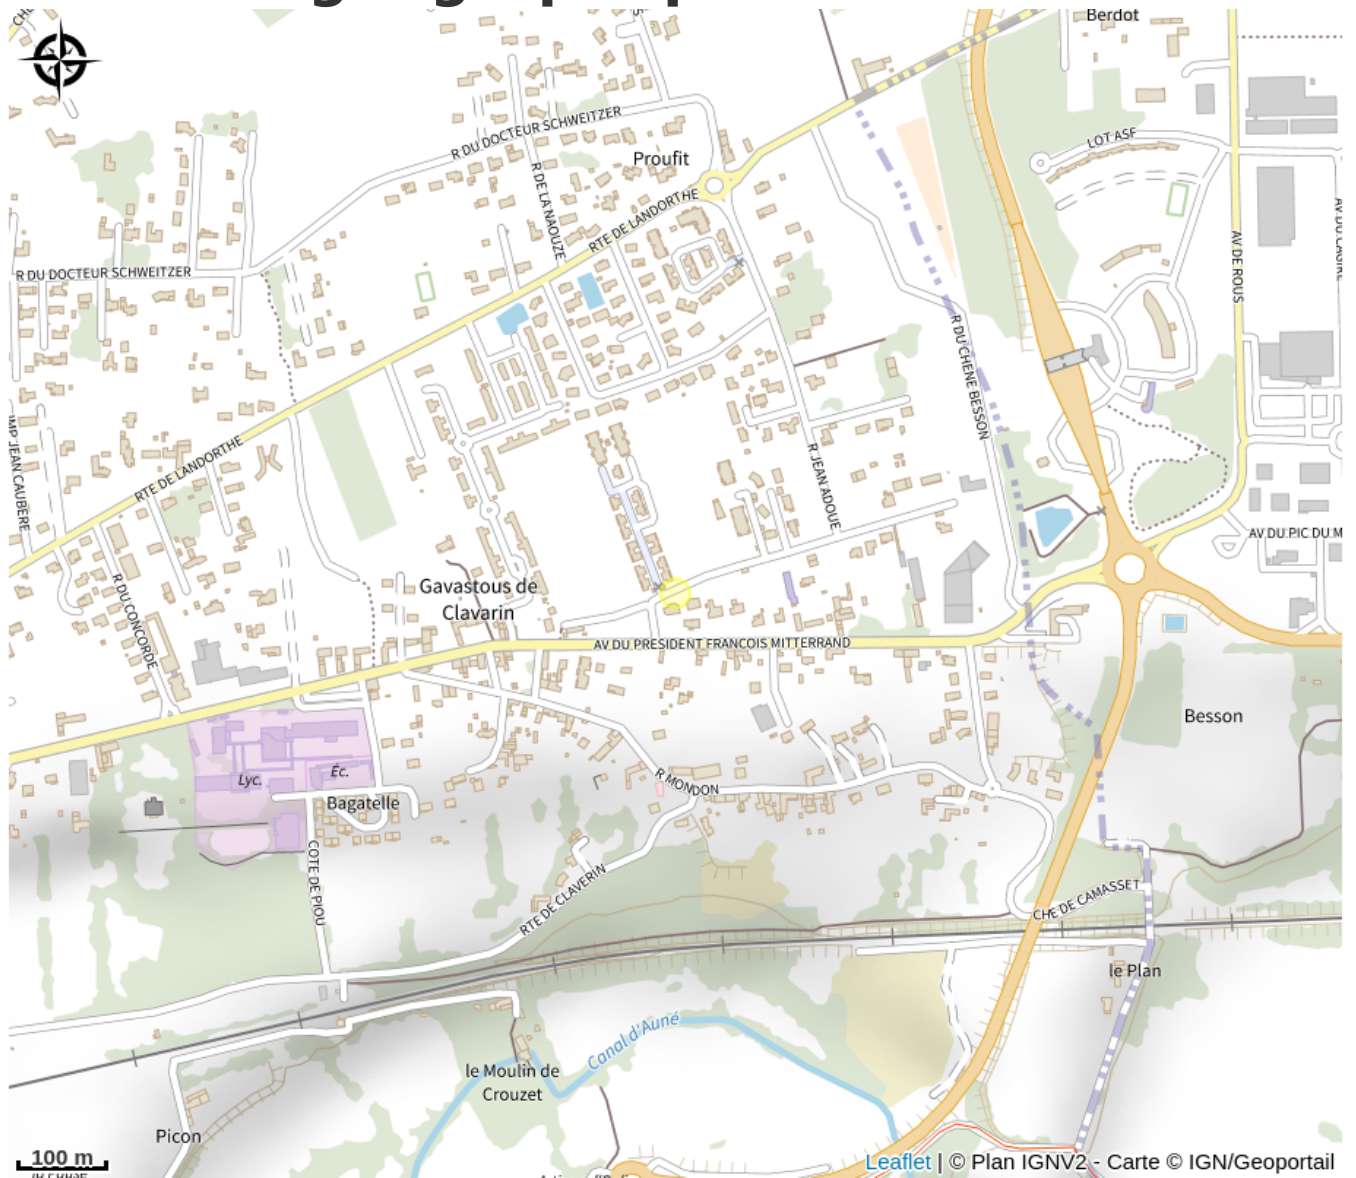 Berdot
R DU DOCTEUR SCHWEITZER
Proufit
LOT ASF
R DE LA NAOUZE
RTE DE LANDORTHE
AV DE ROUS
R DU DOCTEUR SCHWEITZER
R DU CHENE BESSON
IMP JEAN CAUBERE
RTE DE LANDORTHE
R JEAN ADOUE
AV DU PIC DU M
Gavastous de
Clavarin
R DU CONCORDE
AV DU PRESIDENT FRANCOIS MITTERRAND
Besson
Lyc.
Éc.
R MONDON
Bagatelle
COTE DE PIOU
RTE DE CLAVERIN
CHE DE CAMASSET
le Plan
Canal d'Auné
le Moulin de
Crouzet
Picon
100 m
Leaflet | © Plan IGNV2 - Carte © IGN/Geoportail